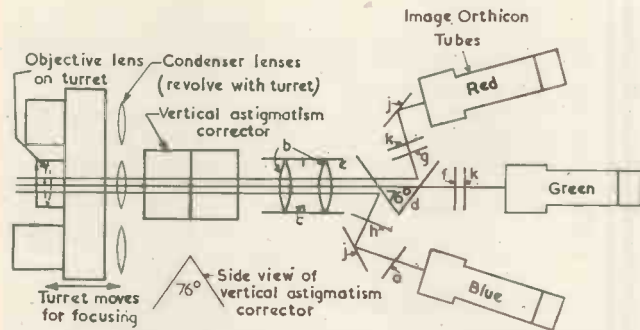 Image Orthicon
Tubes
Objective lens
on turret
Condenser lenses
(revolve with turret)
Vertical astigmatism
corrector
Red
Green
Blue
j
k
g
b
e
c
76°
d
f
k
h
j
a
Turret moves
for focusing
76°
Side view of
vertical astigmatism
corrector